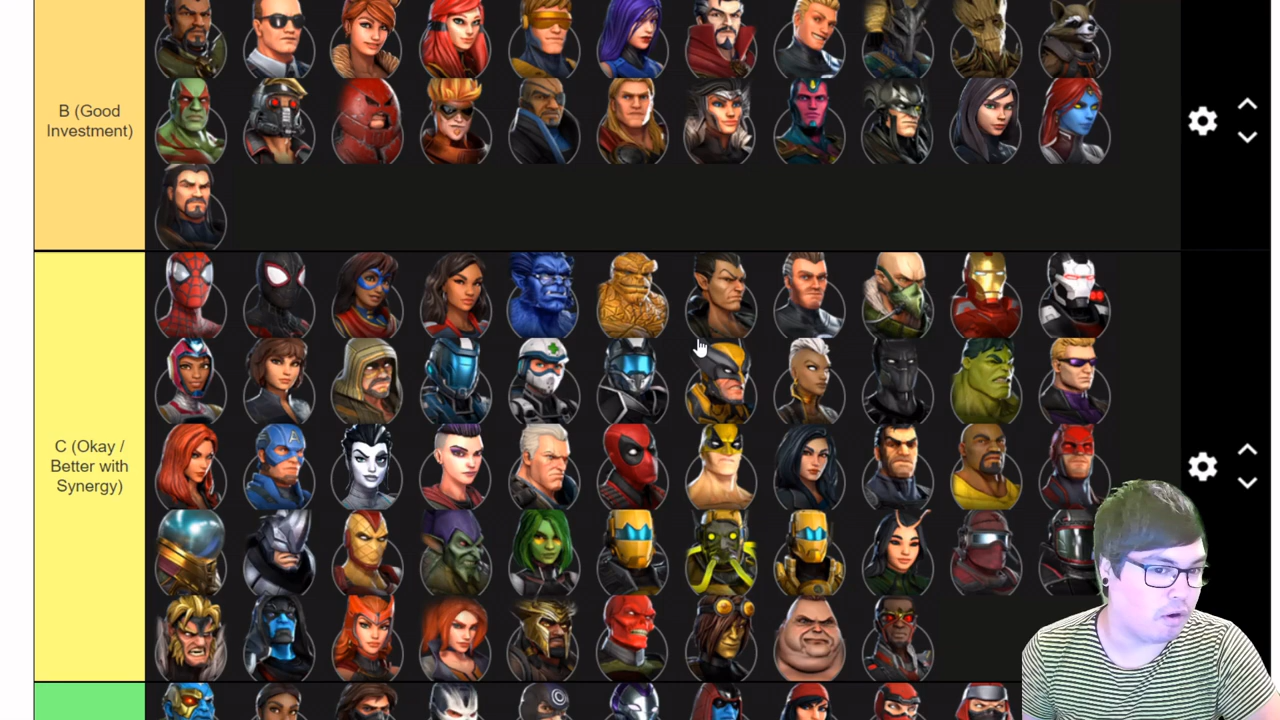 B (Good
Investment)
C (Okay /
Better with
Synergy)